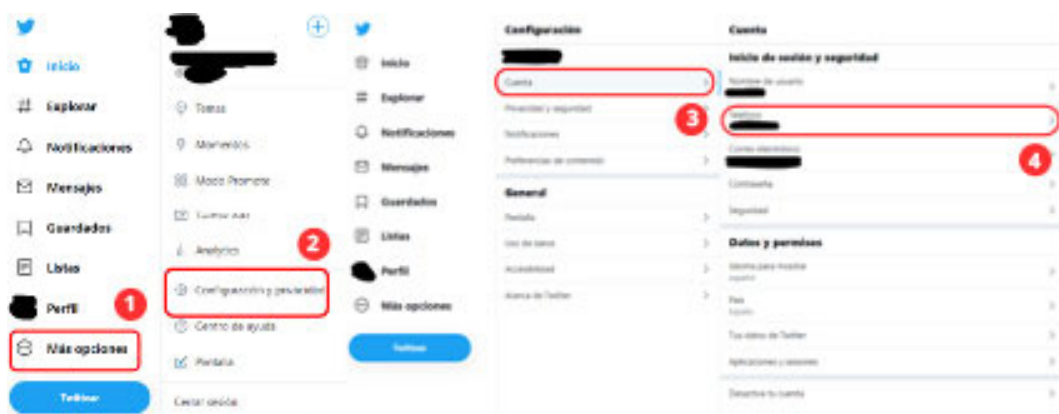 Inicio
Explorar
Notificaciones
Mensajes
Guardados
Listas
Perfil
1
Más opciones
Twittear
Temas
Momentos
Modo Promote
Analytics
2
Configuración y privacidad
Centro de ayuda
Pantalla
Cerrar sesión
Inicio
Explorar
Notificaciones
Mensajes
Guardados
Listas
Perfil
Más opciones
Twittear
Configuración
Cuenta
Privacidad y seguridad
3
Notificaciones
Preferencias de contenido
General
Pantalla
Uso de datos
Accesibilidad
Acerca de Twitter
Cuenta
Inicio de sesión y seguridad
Nombre de usuario
Teléfono
Correo electrónico
4
Contraseña
Seguridad
Datos y permisos
Idioma para mostrar
español
País
España
Tus datos de Twitter
Aplicaciones y sesiones
Desactiva tu cuenta